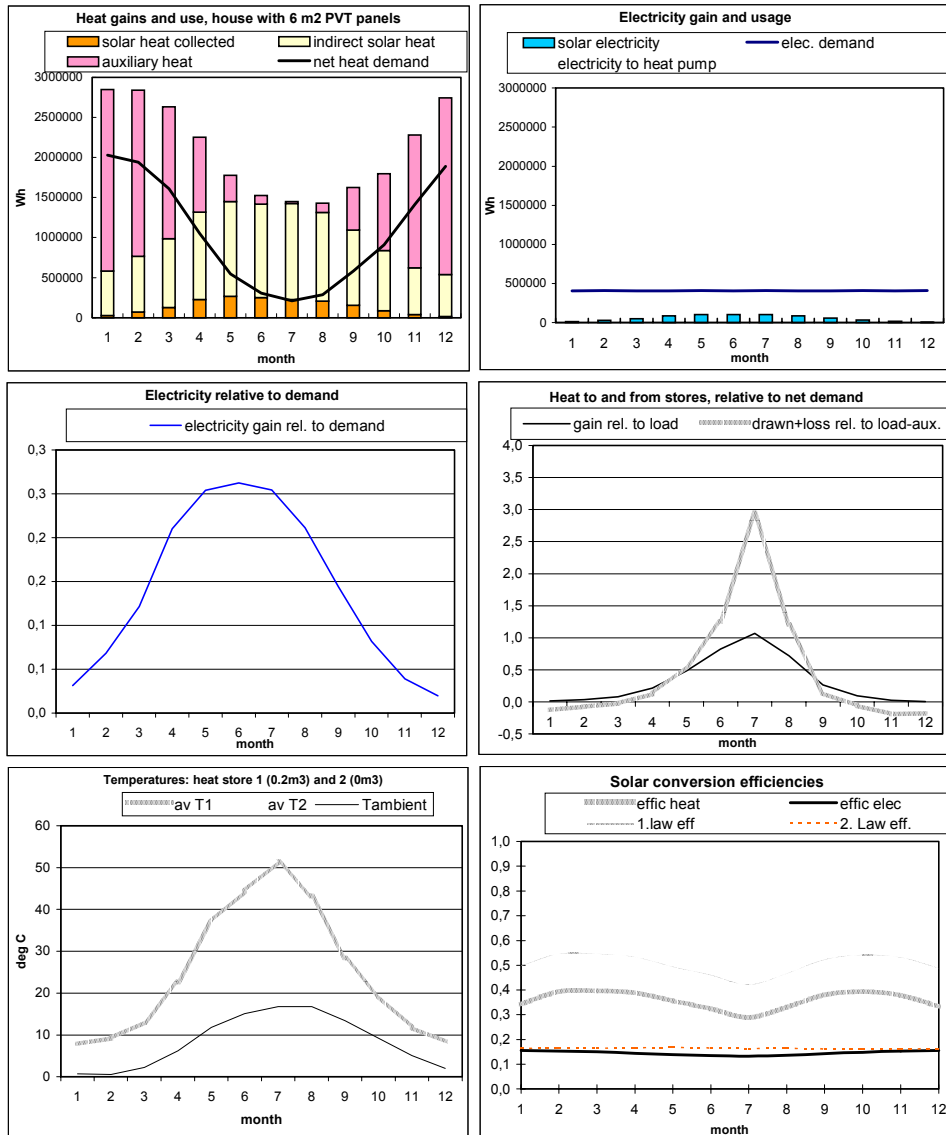 Heat gains and use, house with 6 m2 PVT panels
solar heat collected
indirect solar heat
auxiliary heat
net heat demand
3000000
2500000
2000000
1500000
1000000
500000
0
Wh
1 2 3 4 5 6 7 8 9 10 11 12
month
Electricity gain and usage
solar electricity
elec. demand
electricity to heat pump
3000000
2500000
2000000
1500000
1000000
500000
0
Wh
1 2 3 4 5 6 7 8 9 10 11 12
month
Electricity relative to demand
electricity gain rel. to demand
0,3
0,3
0,2
0,2
0,1
0,1
0,0
1 2 3 4 5 6 7 8 9 10 11 12
month
Heat to and from stores, relative to net demand
gain rel. to load
drawn+loss rel. to load-aux.
4,0
3,5
3,0
2,5
2,0
1,5
1,0
0,5
0,0
-0,5
1 2 3 4 5 6 7 8 9 10 11 12
month
Temperatures: heat store 1 (0.2m3) and 2 (0m3)
av T1
av T2
Tambient
60
50
40
30
20
10
0
deg C
1 2 3 4 5 6 7 8 9 10 11 12
month
Solar conversion efficiencies
effic heat
effic elec
1.law eff
2. Law eff.
1,0
0,9
0,8
0,7
0,6
0,5
0,4
0,3
0,2
0,1
0,0
1 2 3 4 5 6 7 8 9 10 11 12
month